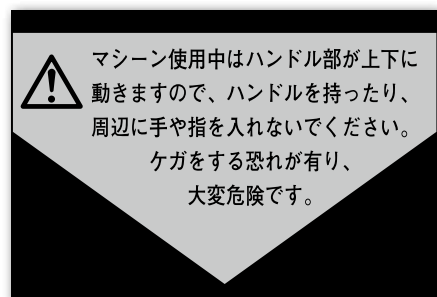 マシーン使用中はハンドル部が上下に
動きますので、ハンドルを持ったり、
周辺に手や指を入れないでください。
ケガをする恐れが有り、
大変危険です。